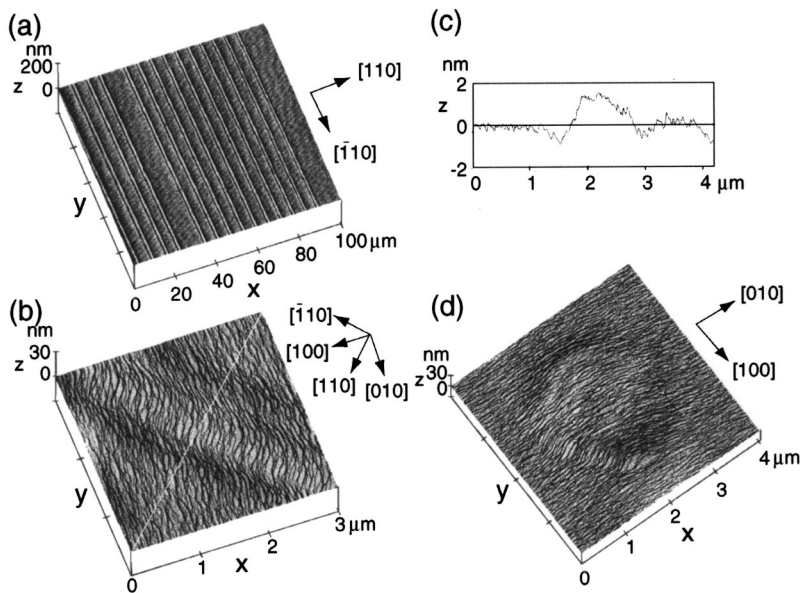 (a)
nm
200
z 0
[110]
[1̄10]
y
0 20 40 60 80 100 μm
x
(c)
nm
2
z 0
-2
0 1 2 3 4 μm
(b)
nm
30
z 0
[1̄10]
[100]
[110] [010]
y
0 1 2 3 μm
x
(d)
nm
30
z 0
[010]
[100]
y
0 1 2 3 4 μm
x